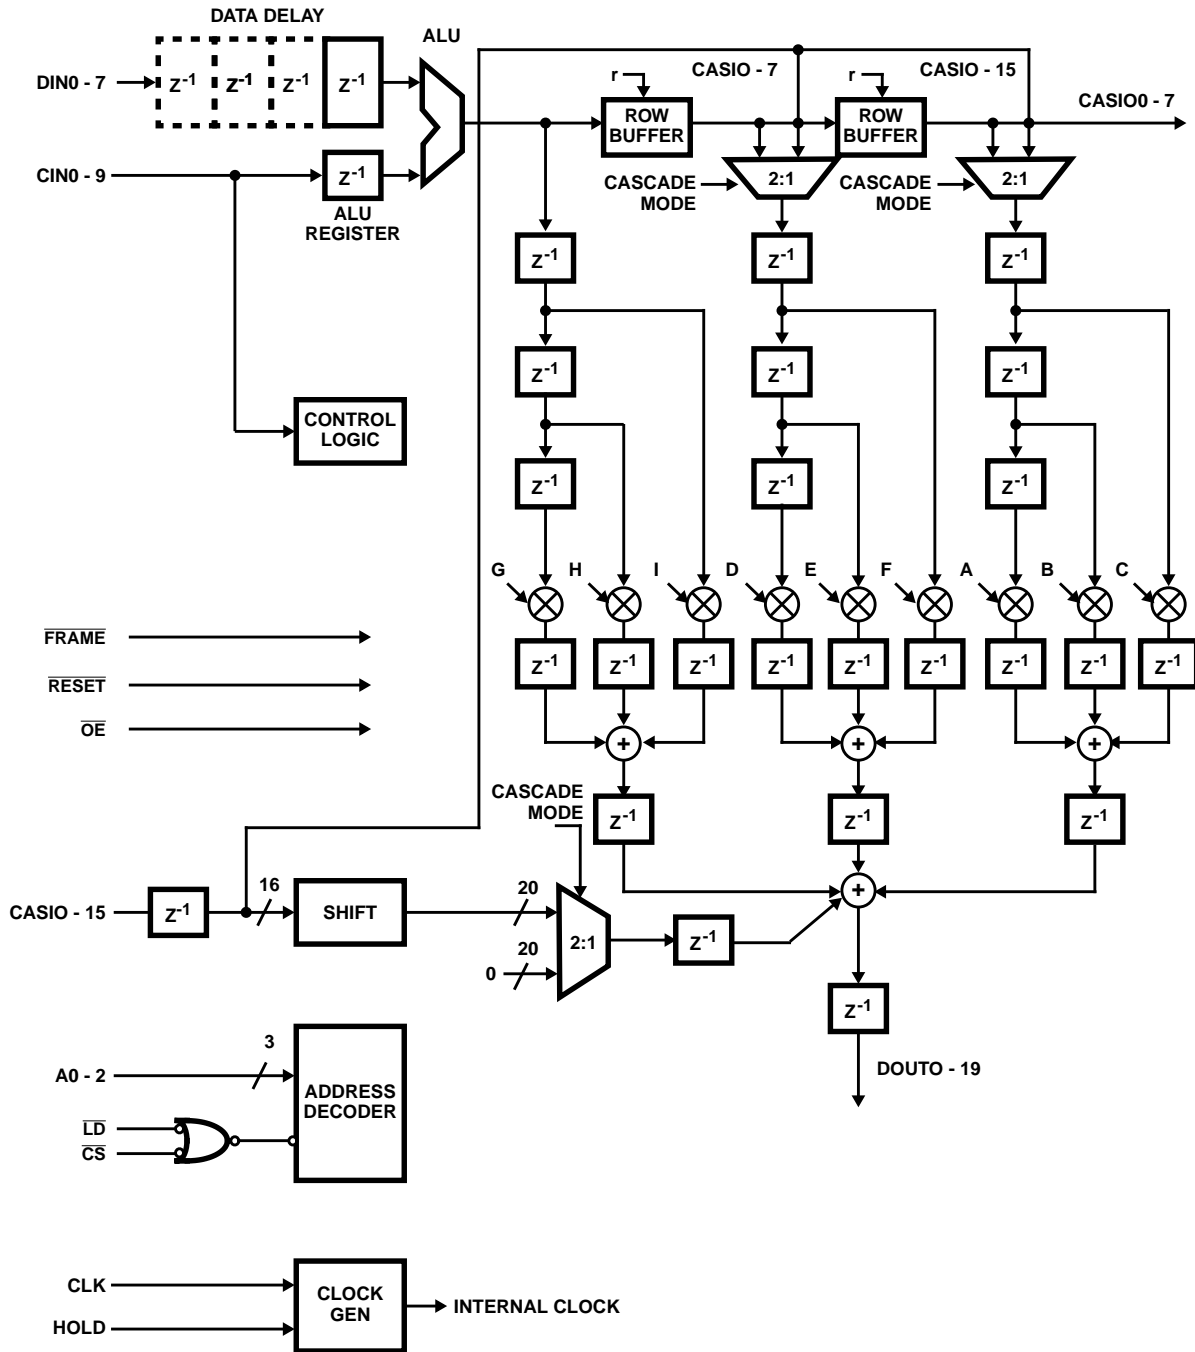 DATA DELAY
ALU
DIN0 - 7
Z-1
Z-1
Z-1
Z-1
r
CASIO - 7
r
CASIO - 15
CASIO0 - 7
ROW
BUFFER
ROW
BUFFER
CIN0 - 9
Z-1
ALU
REGISTER
CASCADE
MODE
2:1
CASCADE
MODE
2:1
Z-1
Z-1
Z-1
Z-1
Z-1
Z-1
CONTROL
LOGIC
Z-1
Z-1
Z-1
G
H
I
D
E
F
A
B
C
FRAME
RESET
OE
Z-1
Z-1
Z-1
Z-1
Z-1
Z-1
Z-1
Z-1
Z-1
+
+
+
CASCADE
MODE
Z-1
Z-1
Z-1
CASIO - 15
Z-1
16
SHIFT
20
20
0
2:1
Z-1
+
Z-1
DOUTO - 19
A0 - 2
3
ADDRESS
DECODER
LD
CS
CLK
HOLD
CLOCK
GEN
INTERNAL CLOCK